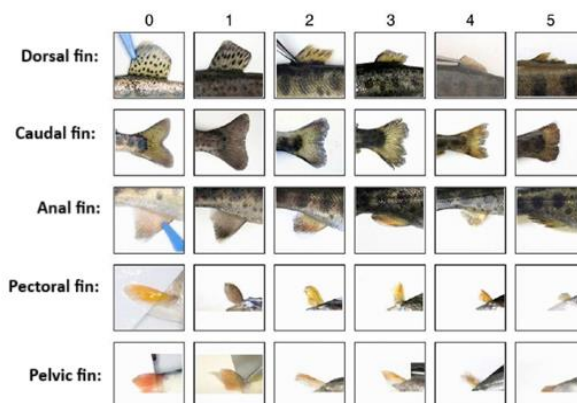 0 1 2 3 4 5
Dorsal fin:
Caudal fin:
Anal fin:
Pectoral fin:
Pelvic fin: